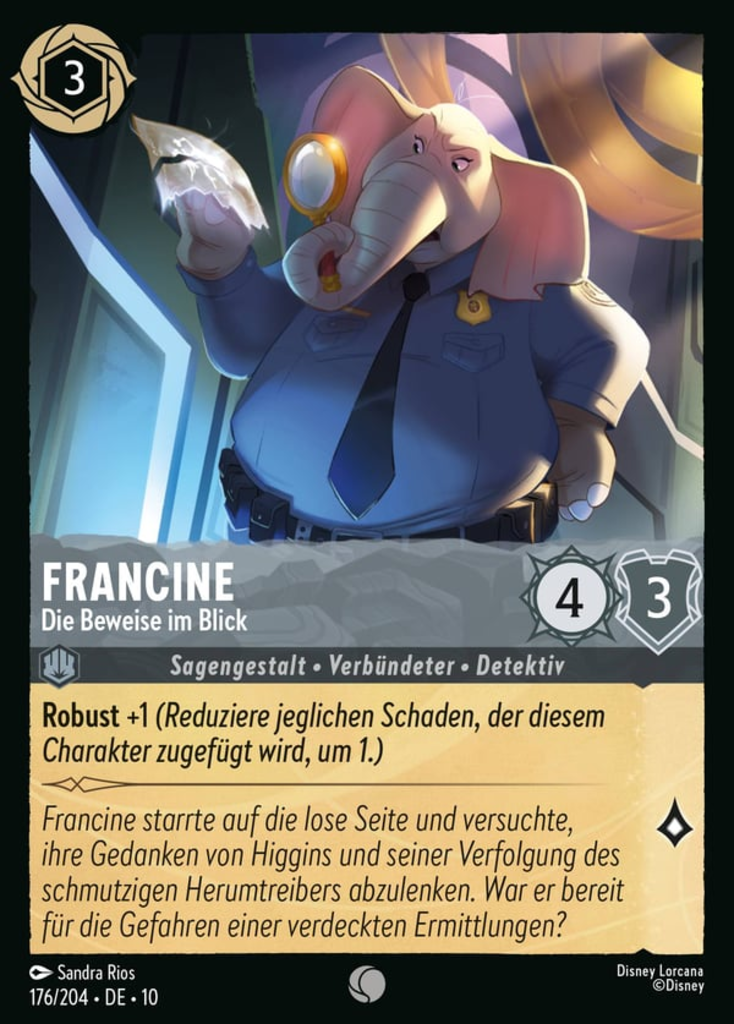 3
FRANCINE
Die Beweise im Blick
4
3
Sagengestalt • Verbündeter • Detektiv
Robust +1 (Reduziere jeglichen Schaden, der diesem
Charakter zugefügt wird, um 1.)
Francine starrte auf die lose Seite und versuchte,
ihre Gedanken von Higgins und seiner Verfolgung des
schmutzigen Herumtreibers abzulenken. War er bereit
für die Gefahren einer verdeckten Ermittlungen?
Sandra Rios
176/204 • DE • 10
Disney Lorcana
©Disney